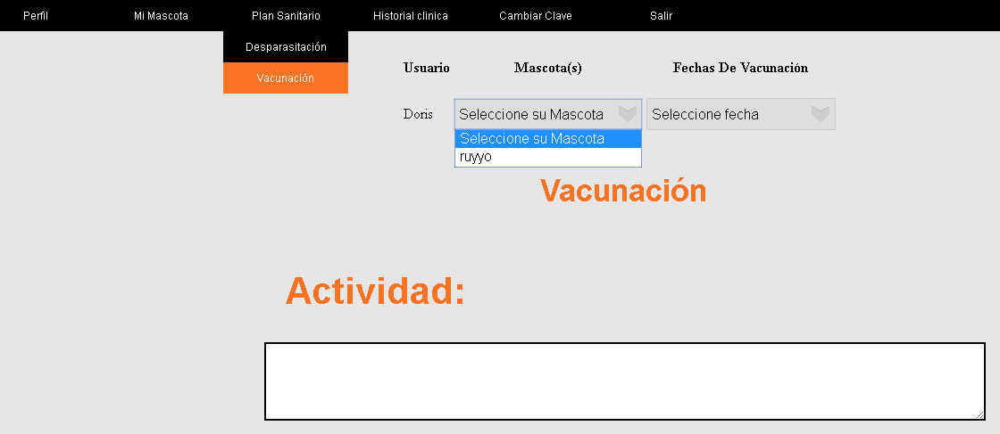 Perfil Mi Mascota Plan Sanitario Historial clinica Cambiar Clave Salir
Desparasitación
Vacunación
Usuario Mascota(s) Fechas De Vacunación
Doris Seleccione su Mascota Seleccione fecha
Seleccione su Mascota
ruyyo
Vacunación
Actividad: